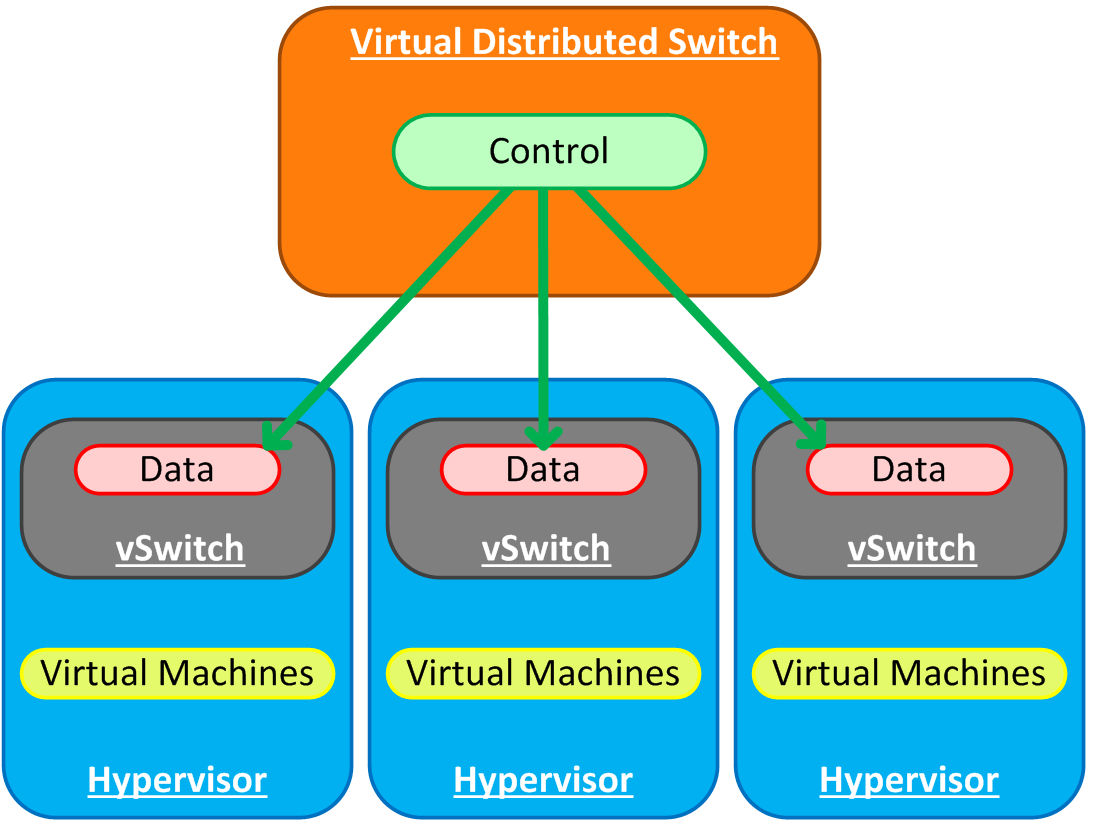 Virtual Distributed Switch
Control
Data
Data
Data
vSwitch
vSwitch
vSwitch
Virtual Machines
Virtual Machines
Virtual Machines
Hypervisor
Hypervisor
Hypervisor